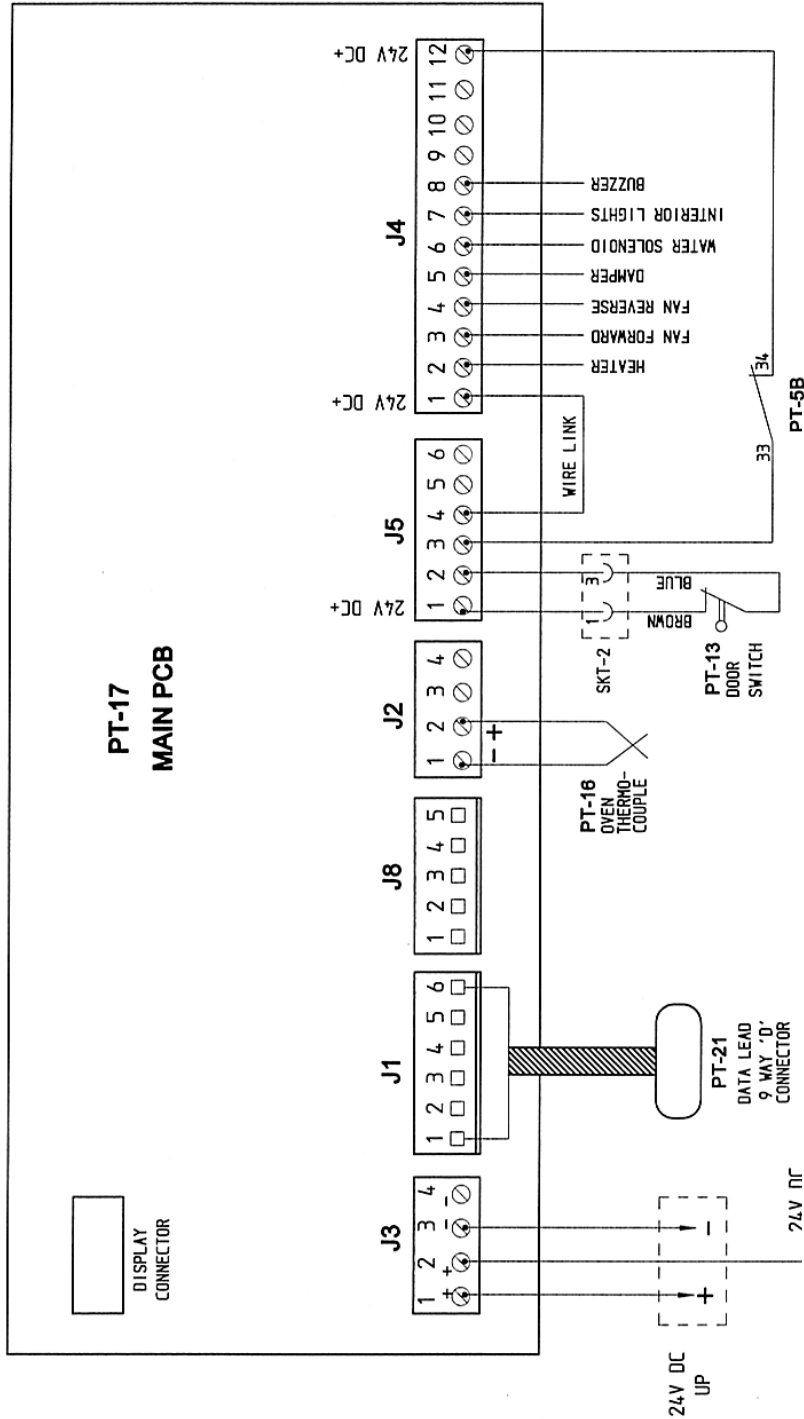 DISPLAY
CONNECTOR
PT-17
MAIN PCB
J3
1 2 3 4
+ + - -
J1
1 2 3 4 5 6
J8
1 2 3 4 5
J2
1 2 3 4
- +
J5
24V DC+
1 2 3 4 5 6
J4
24V DC+
24V DC+
1 2 3 4 5 6 7 8 9 10 11 12
WIRE LINK
HEATER
FAN FORWARD
FAN REVERSE
DAMPER
WATER SOLENOID
INTERIOR LIGHTS
BUZZER
24V DC
UP
+ -
24V DC
PT-21
DATA LEAD
9 WAY 'D'
CONNECTOR
PT-16
OVEN
THERMO-
COUPLE
SKT-2
1 3
BROWN
BLUE
PT-13
DOOR
SWITCH
33 34
PT-5B